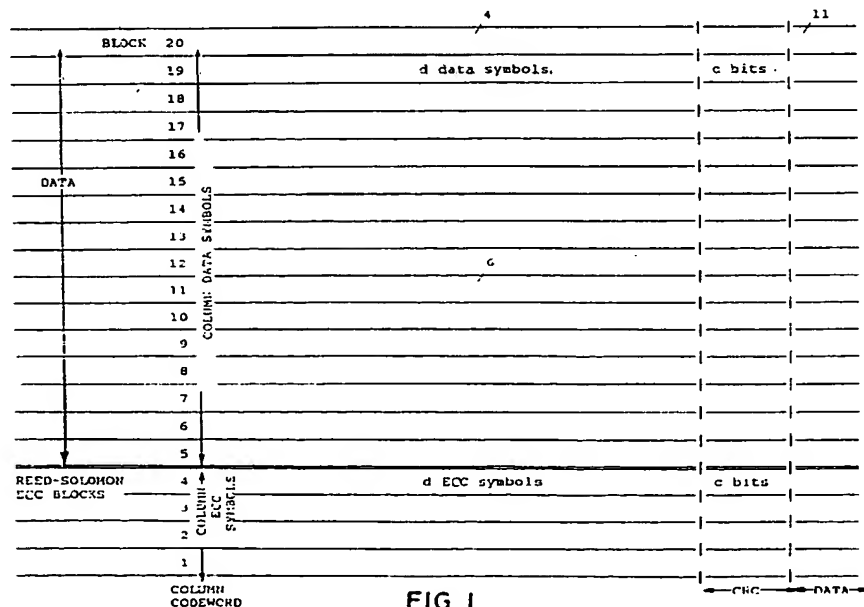 4
11
BLOCK 20
19
d data symbols.
c bits
18
17
16
DATA
15
14
13
12
6
11
10
9
8
7
6
5
COLUMN DATA SYMBOLS
REED-SOLOMON
ECC BLOCKS
4
d ECC symbols
c bits
3
2
1
COLUMN
ECC
SYMBOLS
COLUMN
CODEWORD
FIG 1
CRC
DATA